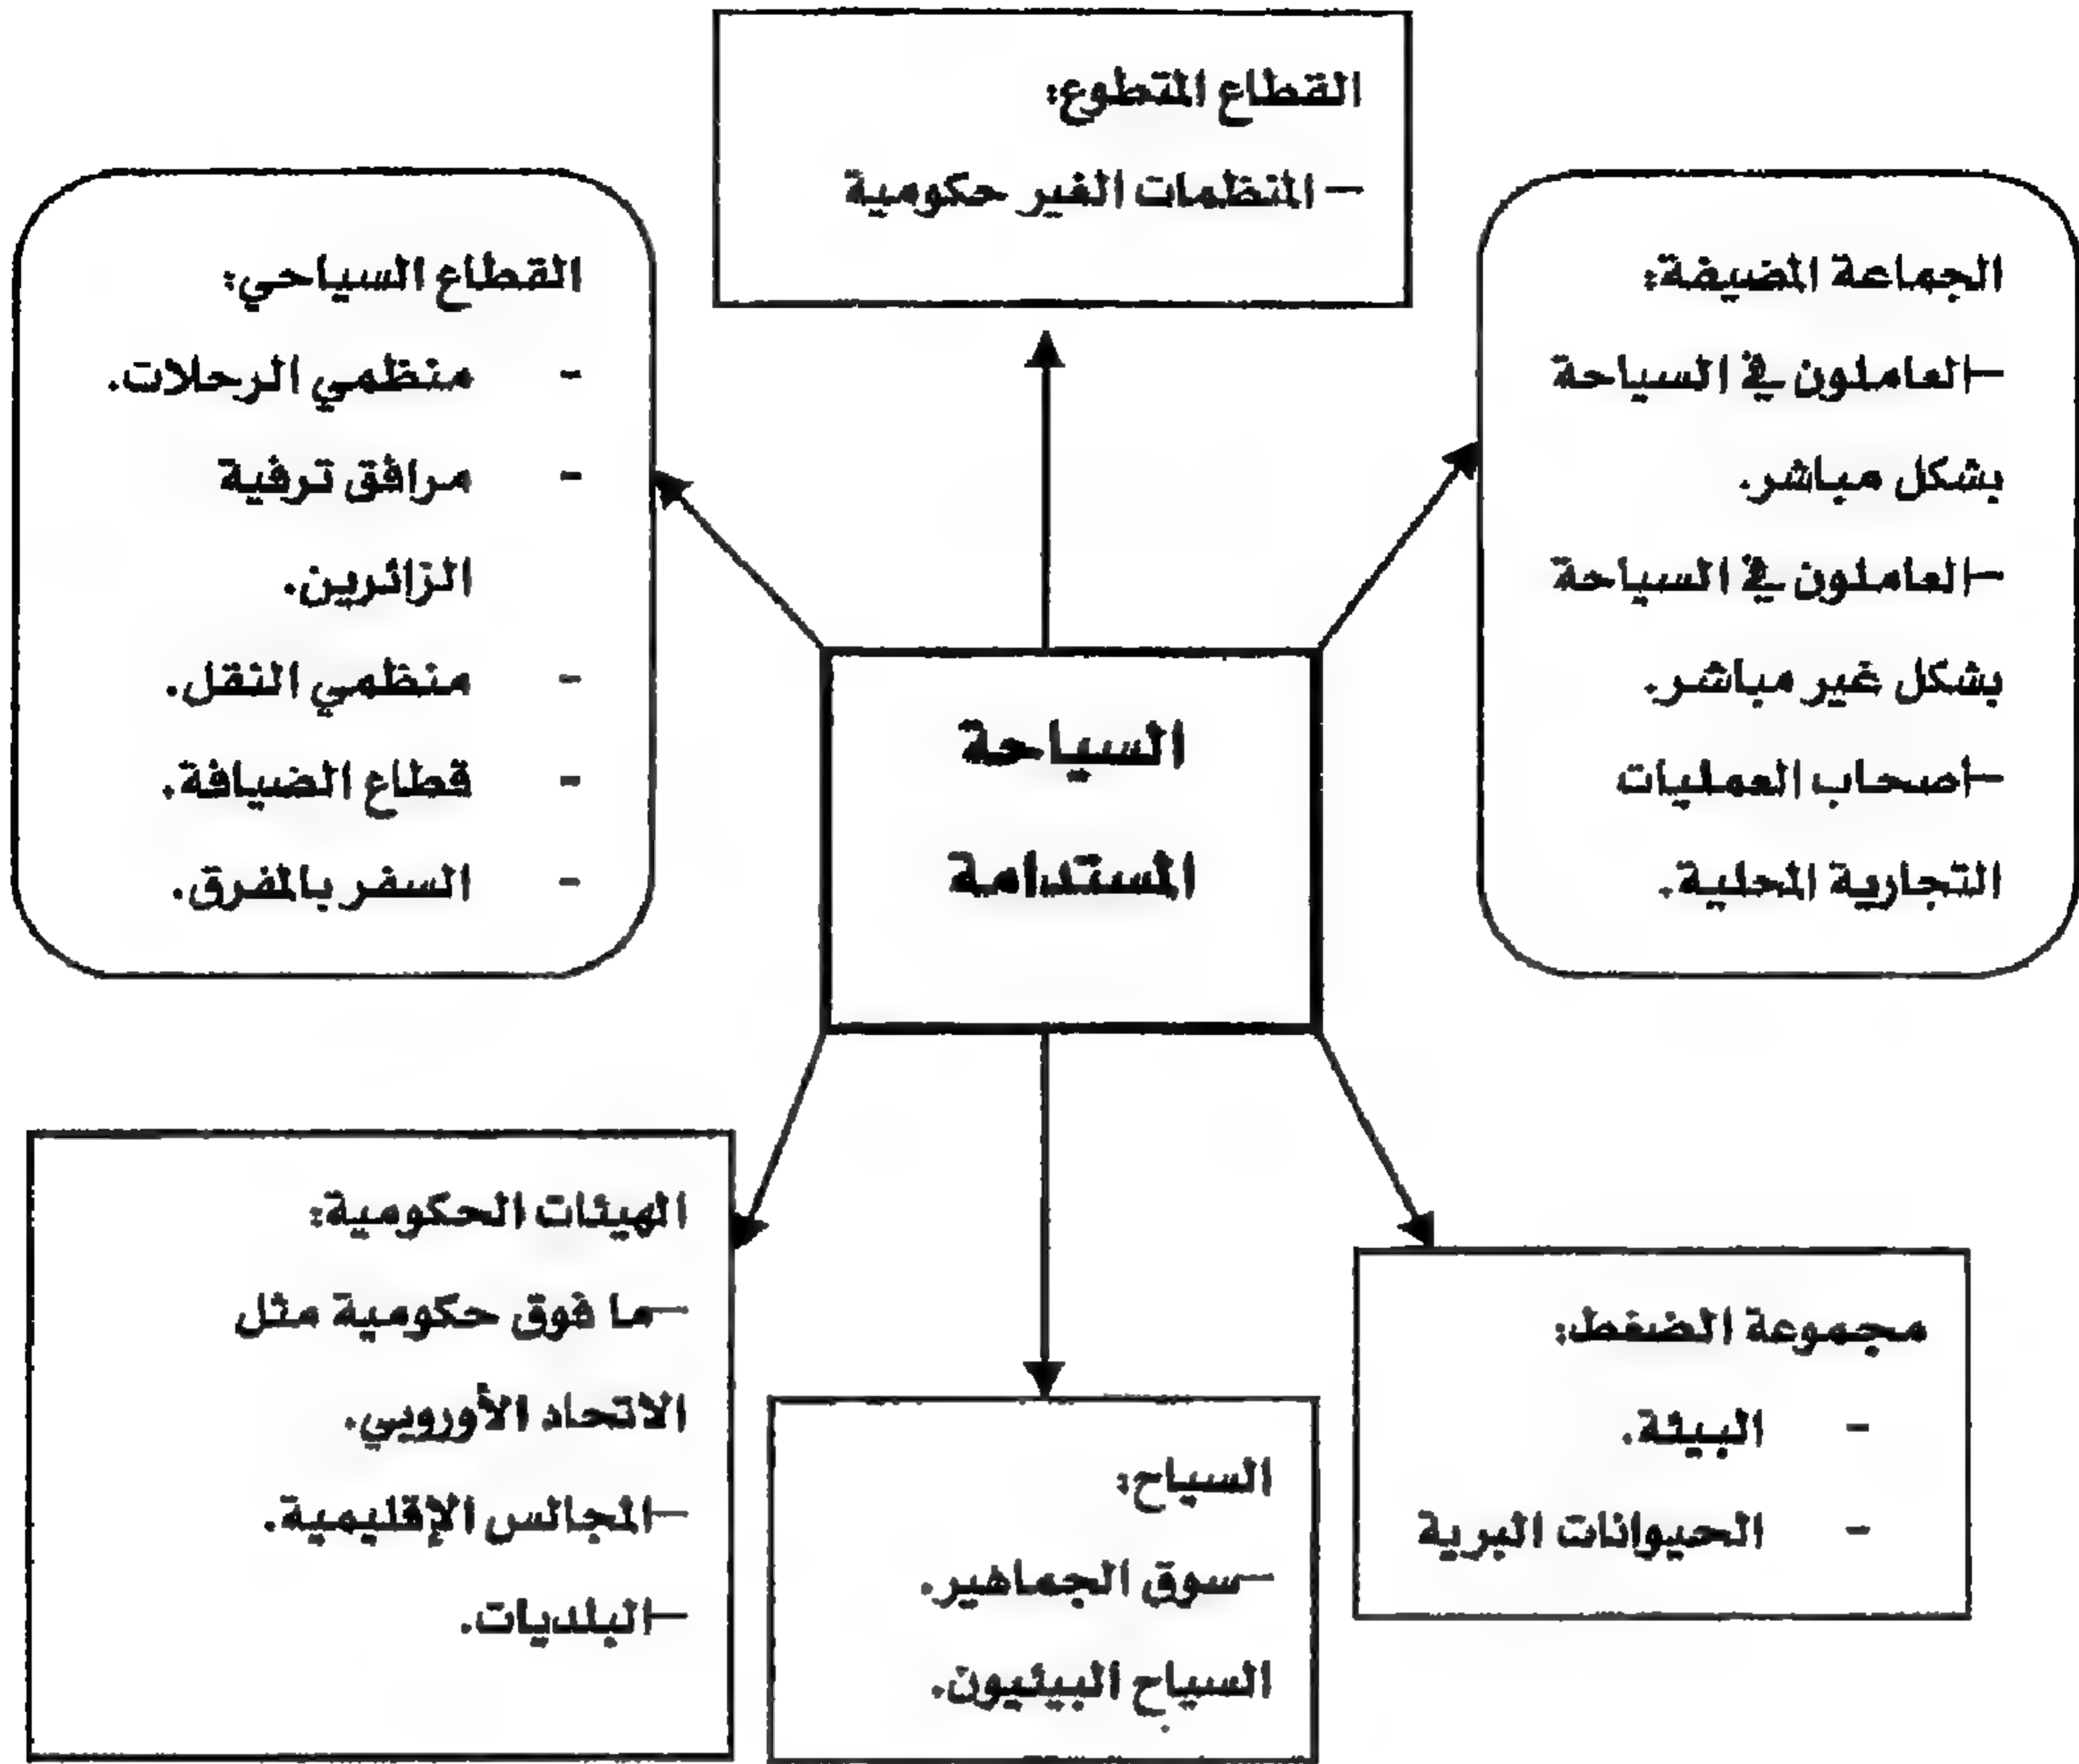 القطاع المتطوع:
– المنظمات الغير حكومية
الجماعة المضيفة:
–العاملون في السياحة
بشكل مباشر.
–العاملون في السياحة
بشكل غير مباشر.
–اصحاب العمليات
التجارية المحلية.
القطاع السياحي:
- منظمي الرحلات.
- مرافق ترفية
الزائرين.
- منظمي النقل.
- قطاع الضيافة.
- السفر بالمفرق.
السياحة
المستدامة
مجموعة الضغط:
- البيئة.
- الحيوانات البرية
السياح:
–سوق الجماهير.
السياح البيئيون.
الهيئات الحكومية:
–ما فوق حكومية مثل
الاتحاد الأوروبي.
–المجالس الإقليمية.
–البلديات.